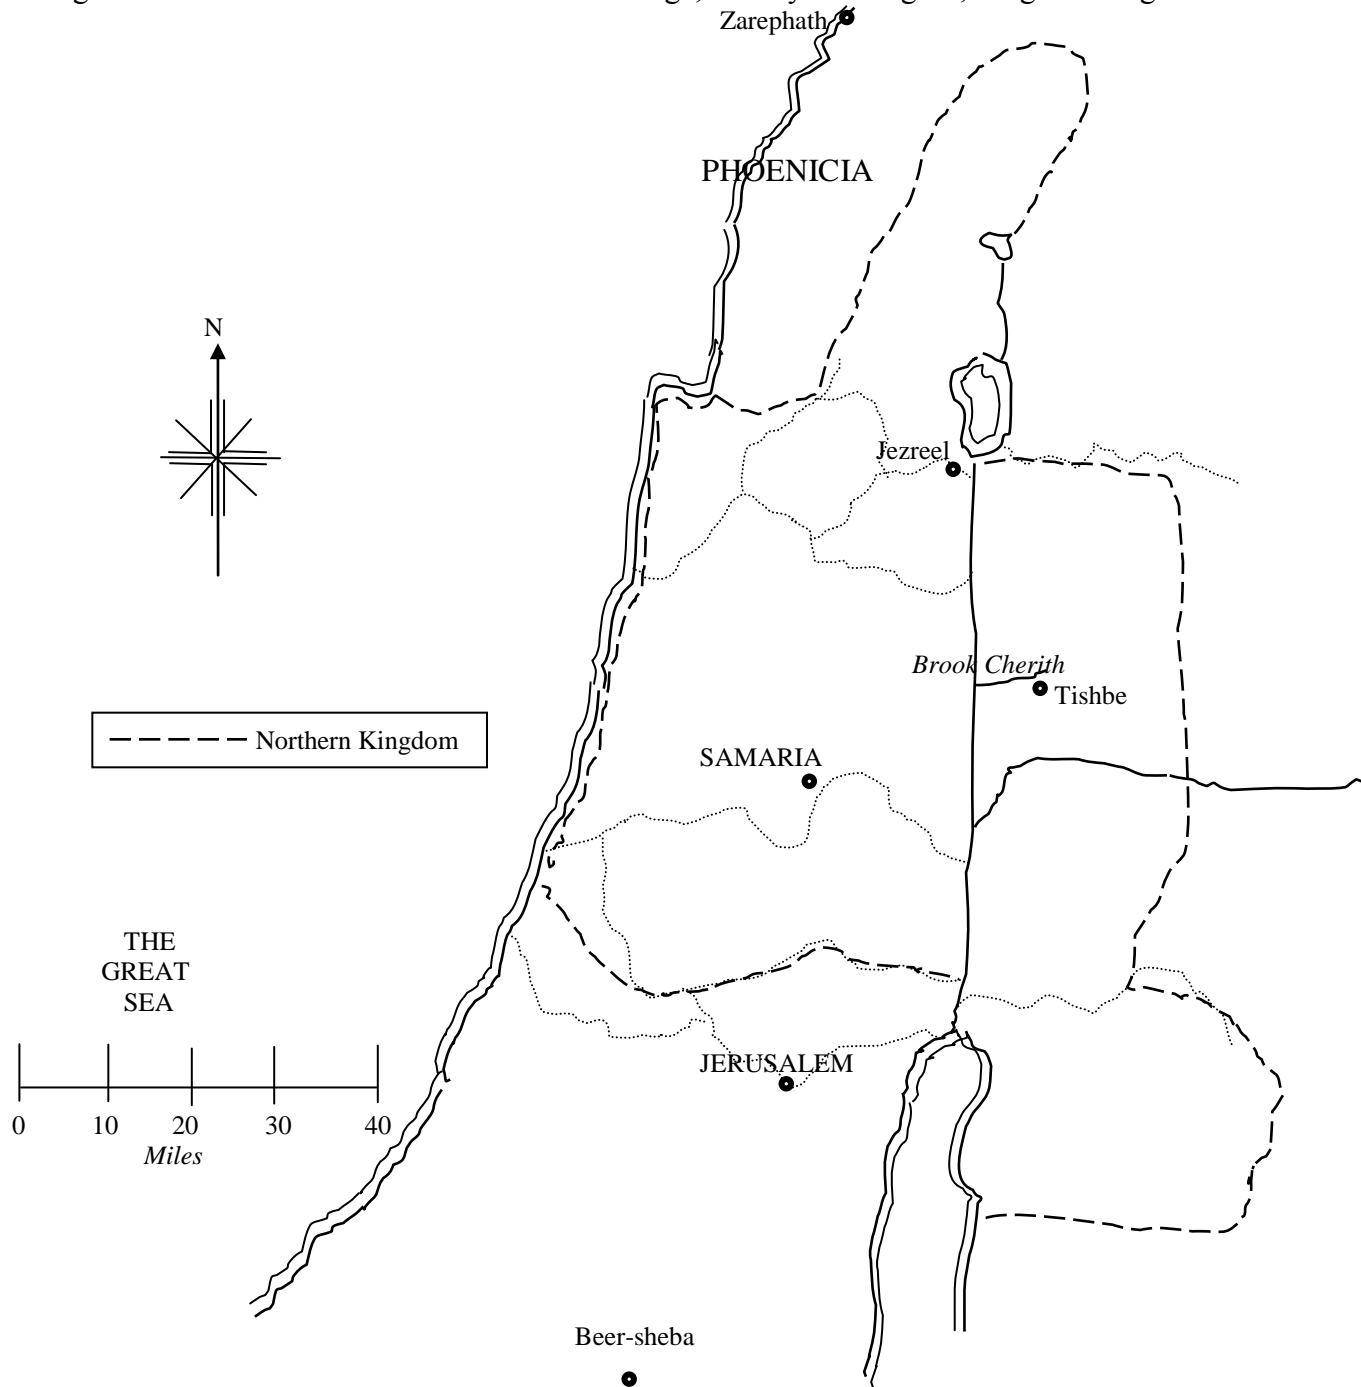 Zarephath
PHOENICIA
N
Jezreel
Brook Cherith
Tishbe
Northern Kingdom
SAMARIA
THE
GREAT
SEA
JERUSALEM
0 10 20 30 40
Miles
Beer-sheba